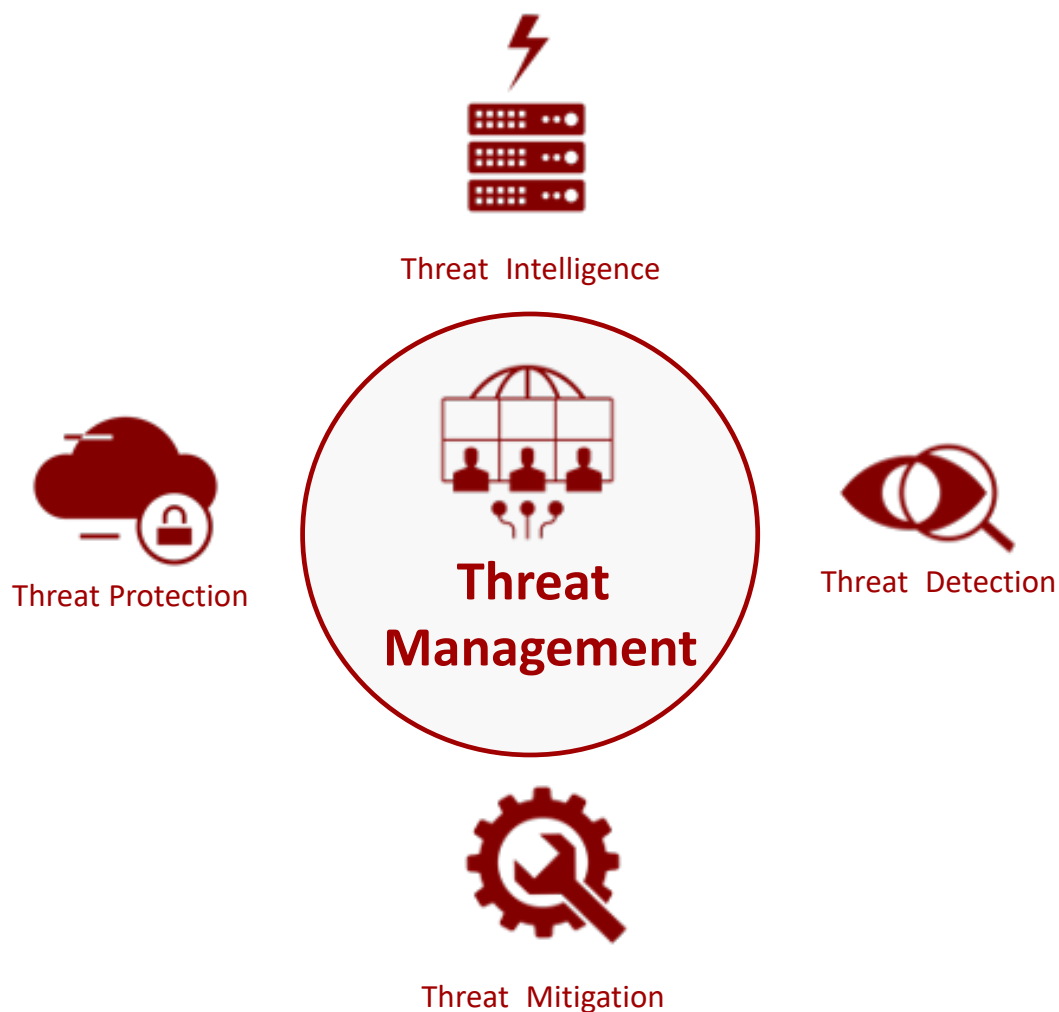 Threat Intelligence
Threat Protection
Threat
Management
Threat Detection
Threat Mitigation